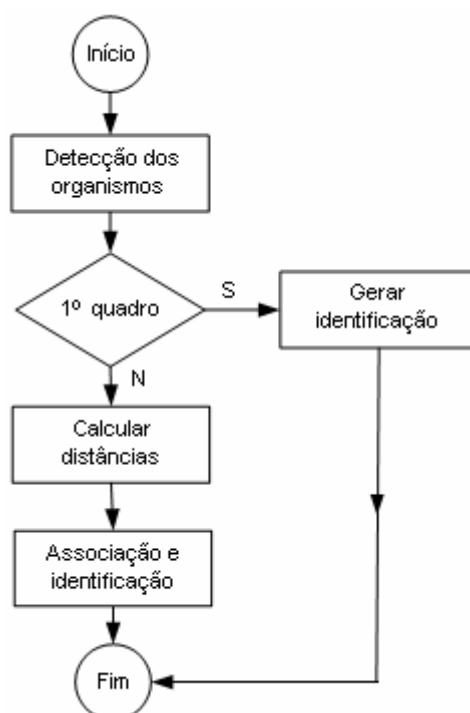 Início
Detecção dos
organismos
1º quadro
S
Gerar
identificação
N
Calcular
distâncias
Associação e
identificação
Fim